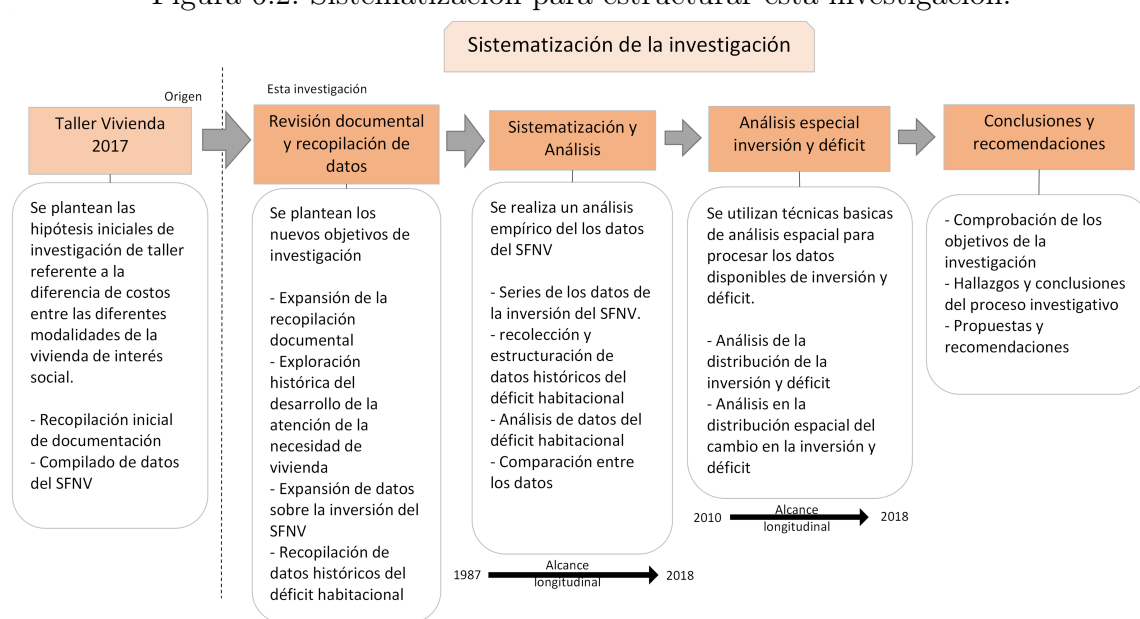 Figura 6.2: Sistematización para estructurar esta investigación.
Sistematización de la investigación
Origen
Taller Vivienda
2017
Se plantean las
hipótesis iniciales de
investigación de taller
referente a la
diferencia de costos
entre las diferentes
modalidades de la
vivienda de interés
social.
- Recopilación inicial
de documentación
- Compilado de datos
del SFNV
Esta investigación
Revisión documental
y recopilación de
datos
Se plantean los
nuevos objetivos de
investigación
- Expansión de la
recopilación
documental
- Exploración
histórica del
desarrollo de la
atención de la
necesidad de
vivienda
- Expansión de datos
sobre la inversión del
SFNV
- Recopilación de
datos históricos del
déficit habitacional
Sistematización y
Análisis
Se realiza un análisis
empírico del los datos
del SFNV
- Series de los datos de
la inversión del SFNV.
- recolección y
estructuración de
datos históricos del
déficit habitacional
- Análisis de datos del
déficit habitacional
- Comparación entre
los datos
1987
Alcance
longitudinal
2018
Análisis especial
inversión y déficit
Se utilizan técnicas basicas
de análisis espacial para
procesar los datos
disponibles de inversión y
déficit.
- Análisis de la
distribución de la
inversión y déficit
- Análisis en la
distribución espacial del
cambio en la inversión y
déficit
2010
Alcance
longitudinal
2018
Conclusiones y
recomendaciones
- Comprobación de los
objetivos de la
investigación
- Hallazgos y conclusiones
del proceso investigativo
- Propuestas y
recomendaciones